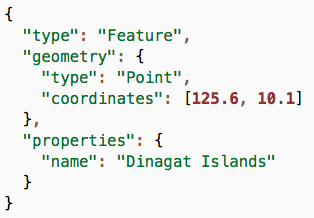 {
  "type": "Feature",
  "geometry": {
    "type": "Point",
    "coordinates": [125.6, 10.1]
  },
  "properties": {
    "name": "Dinagat Islands"
  }
}